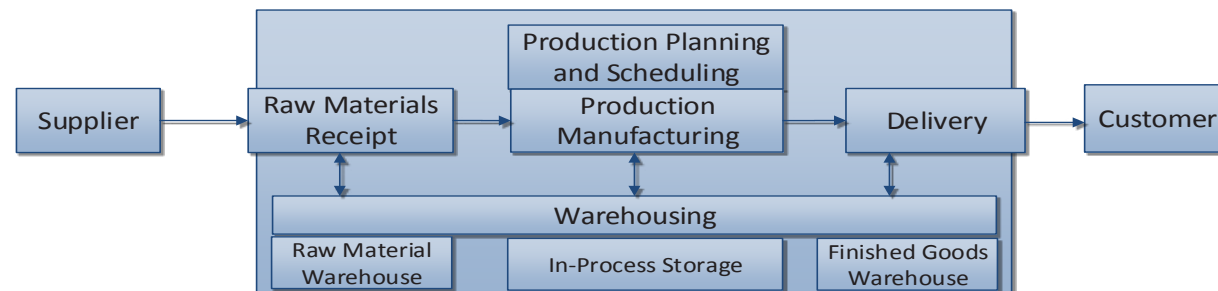 Production Planning
and Scheduling
Supplier
Raw Materials
Receipt
Production
Manufacturing
Delivery
Customer
Warehousing
Raw Material
Warehouse
In-Process Storage
Finished Goods
Warehouse